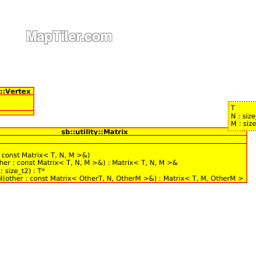 MapTiler.com
::Vertex
T
N : size
M : size
sb::utility::Matrix
const Matrix< T, N, M >&)
her : const Matrix< T, N, M >&) : Matrix< T, N, M >&
: size_t2) : T*
l(other : const Matrix< OtherT, N, OtherM >&) : Matrix< T, M, OtherM >